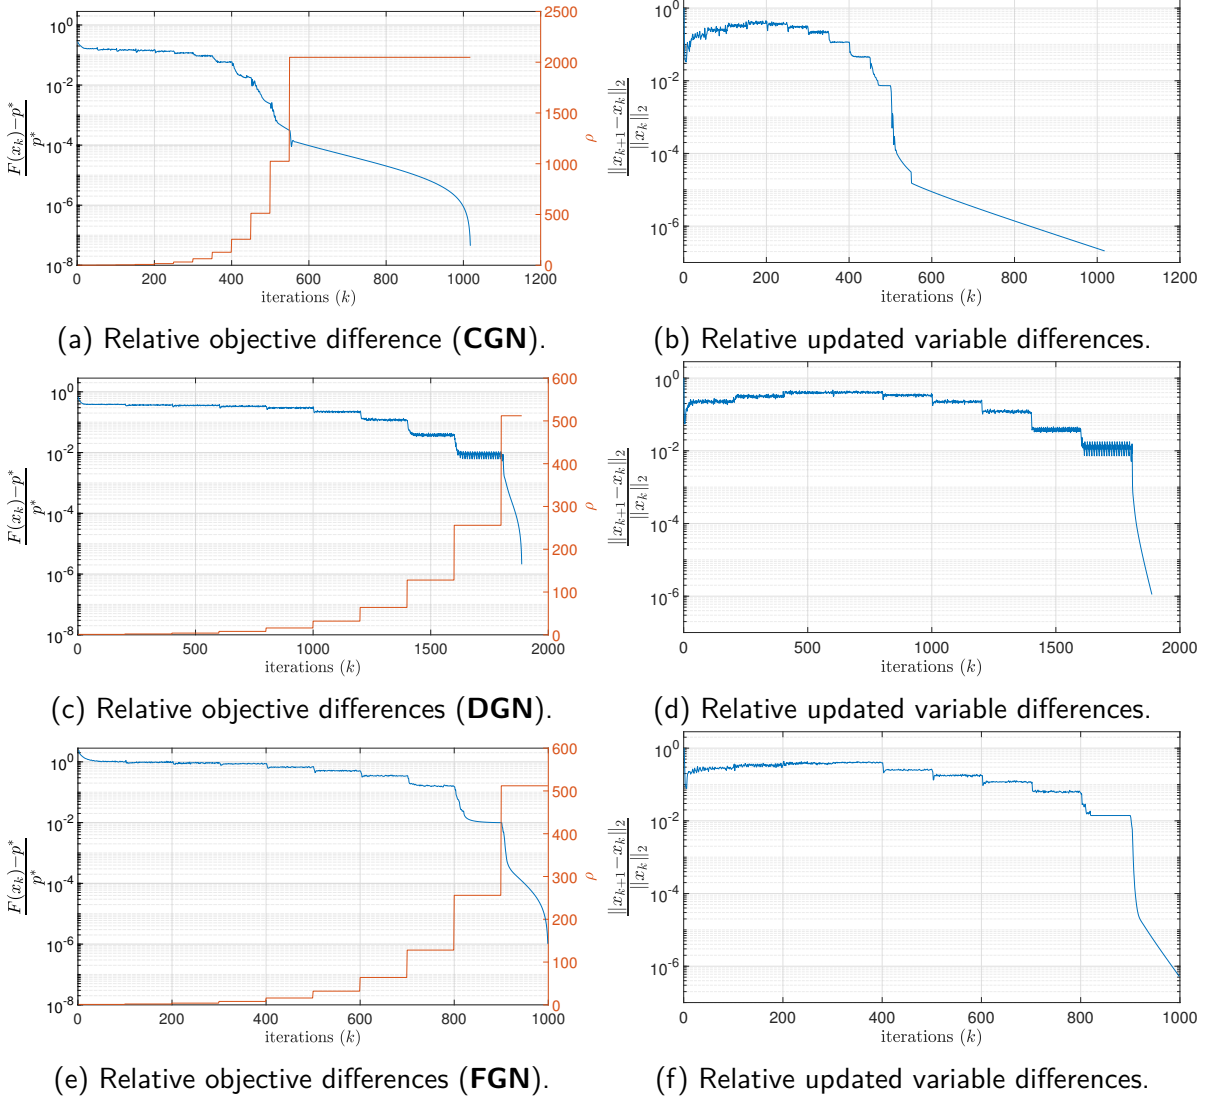 10^0
10^-2
10^-4
10^-6
10^-8
F(x_k)−p*
p*
0 200 400 600 800 1000 1200
iterations (k)
2500
2000
1500
1000
500
0
ρ
10^0
10^-2
10^-4
10^-6
||x_{k+1}−x_k||_2
||x_k||_2
0 200 400 600 800 1000 1200
iterations (k)
(a) Relative objective difference (CGN).
(b) Relative updated variable differences.
10^0
10^-2
10^-4
10^-6
10^-8
F(x_k)−p*
p*
500 1000 1500 2000
iterations (k)
600
500
400
300
200
100
0
ρ
10^0
10^-2
10^-4
10^-6
||x_{k+1}−x_k||_2
||x_k||_2
0 500 1000 1500 2000
iterations (k)
(c) Relative objective differences (DGN).
(d) Relative updated variable differences.
10^0
10^-2
10^-4
10^-6
10^-8
F(x_k)−p*
p*
0 200 400 600 800 1000
iterations (k)
600
500
400
300
200
100
0
ρ
10^0
10^-2
10^-4
10^-6
||x_{k+1}−x_k||_2
||x_k||_2
0 200 400 600 800 1000
iterations (k)
(e) Relative objective differences (FGN).
(f) Relative updated variable differences.